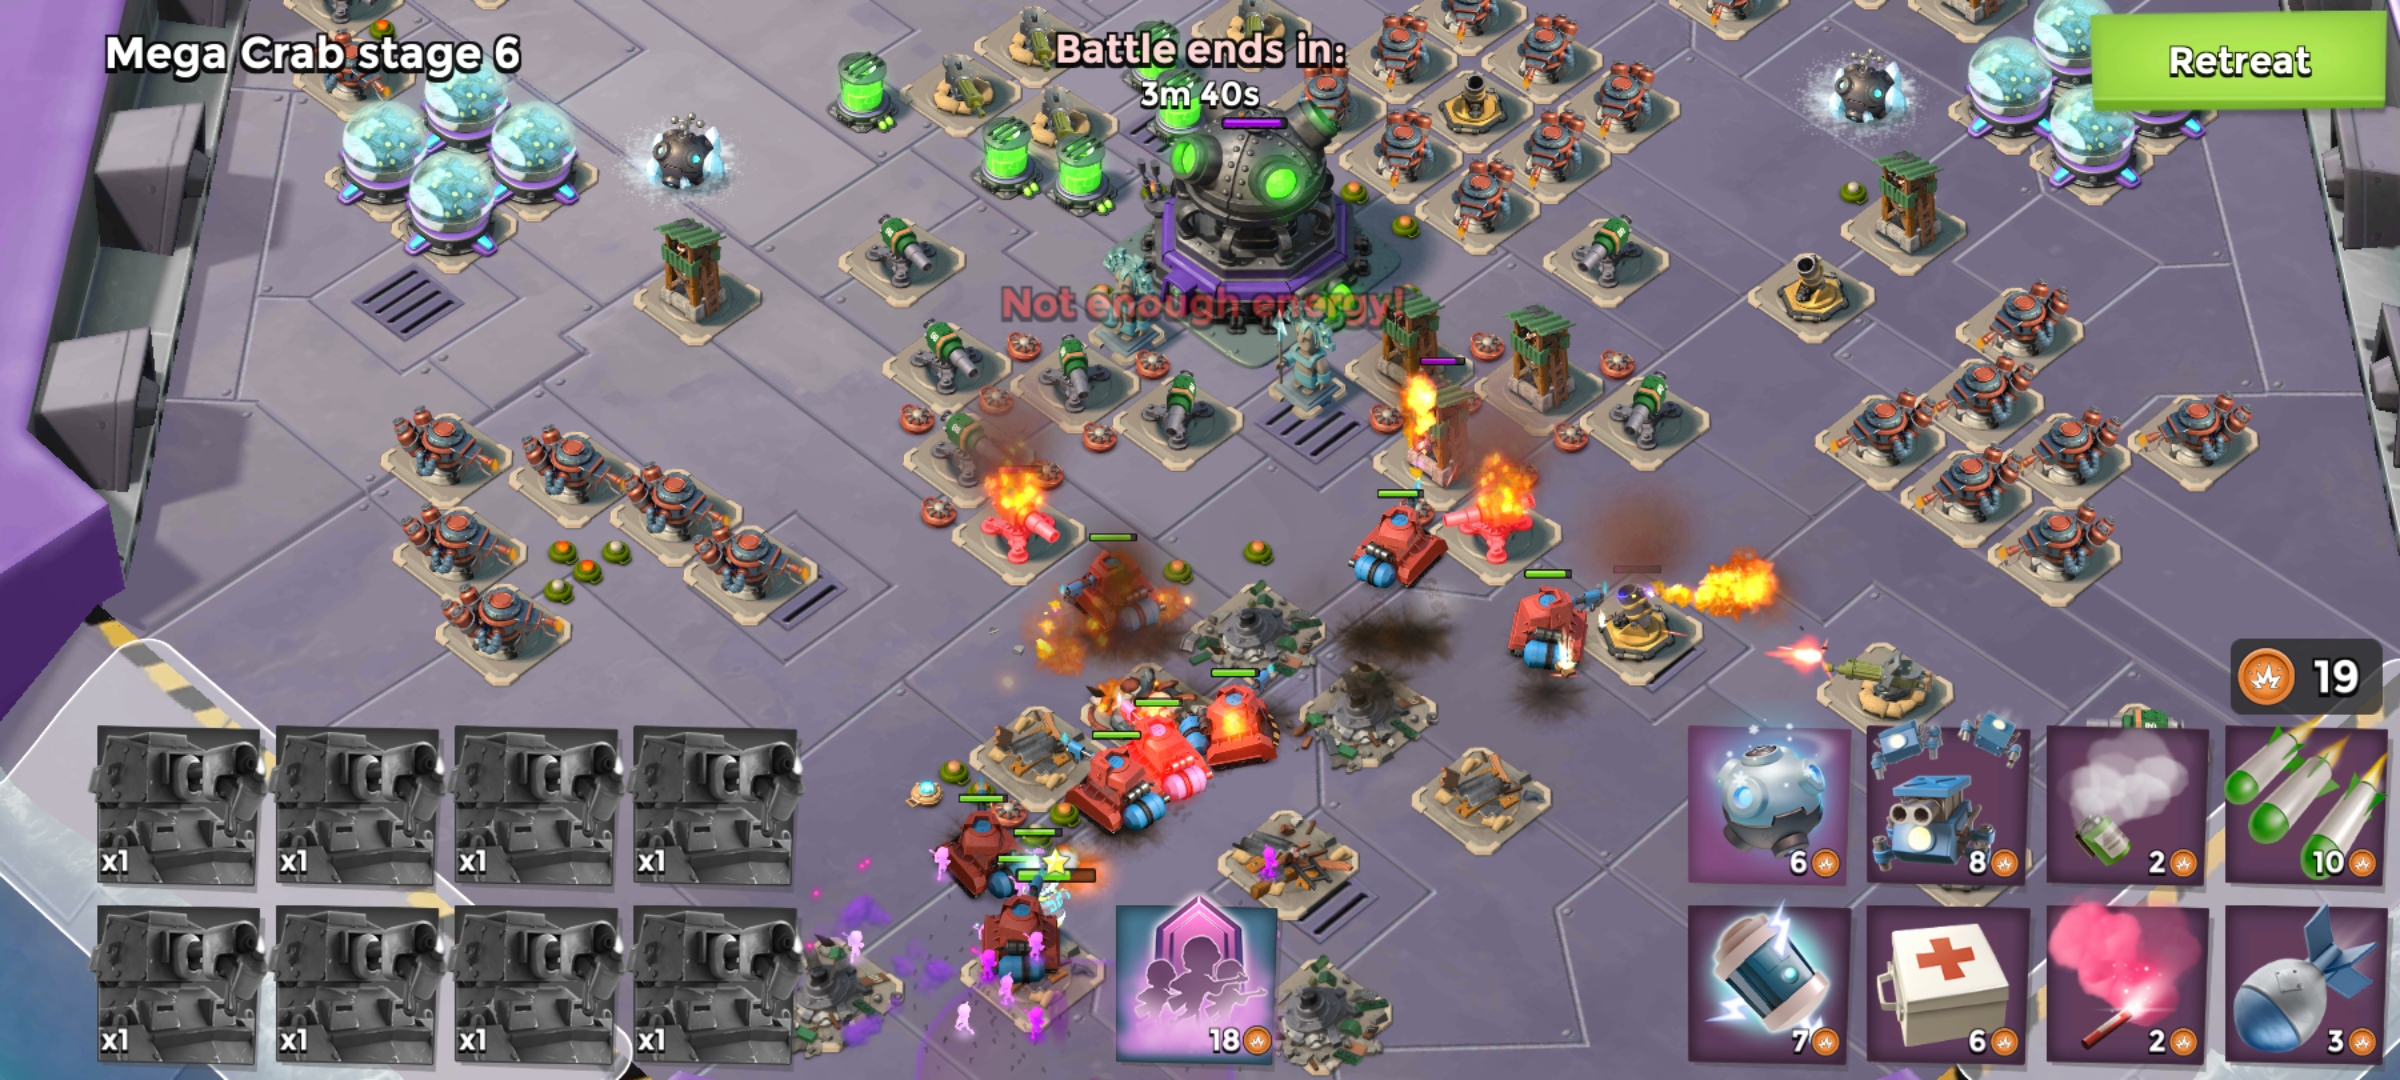 Mega Crab stage 6
Battle ends in:
3m 40s
Retreat
Not enough energy!
19
x1
x1
x1
x1
6
8
2
10
x1
x1
x1
x1
18
7
6
2
3